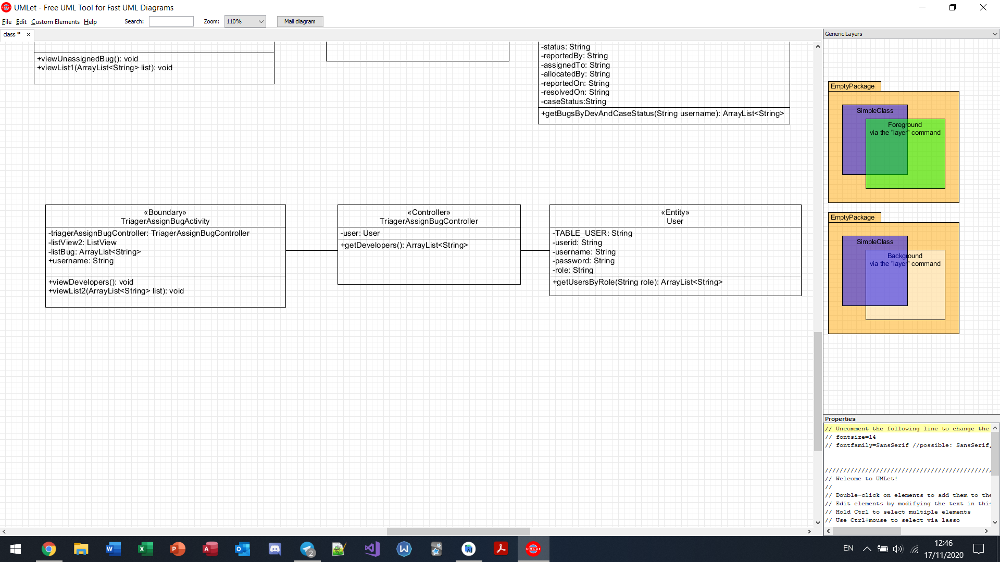 UMLet - Free UML Tool for Fast UML Diagrams
File Edit Custom Elements Help Search: Zoom: 110% Mail diagram
class *
+viewUnassignedBug(): void
+viewList1(ArrayList<String> list): void
-status: String
-reportedBy: String
-assignedTo: String
-allocatedBy: String
-reportedOn: String
-resolvedOn: String
-caseStatus:String
+getBugsByDevAndCaseStatus(String username): ArrayList<String>
«Boundary»
TriagerAssignBugActivity
-triagerAssignBugController: TriagerAssignBugController
-listView2: ListView
-listBug: ArrayList<String>
+username: String
+viewDevelopers(): void
+viewList2(ArrayList<String> list): void
«Controller»
TriagerAssignBugController
-user: User
+getDevelopers(): ArrayList<String>
«Entity»
User
-TABLE_USER: String
-userid: String
-username: String
-password: String
-role: String
+getUsersByRole(String role): ArrayList<String>
Generic Layers
EmptyPackage
SimpleClass
Foreground
via the "layer" command
EmptyPackage
SimpleClass
Background
via the "layer" command
Properties
// Uncomment the following line to change the
// fontsize=14
// fontfamily=SansSerif //possible: SansSerif,
//////////////////////////////////////////////
// Welcome to UMLet!
//
// Double-click on elements to add them to the
// Edit elements by modifying the text in this
// Hold Ctrl to select multiple elements
// Use Ctrl+mouse to select via lasso
2
UMLet
EN
12:46
17/11/2020